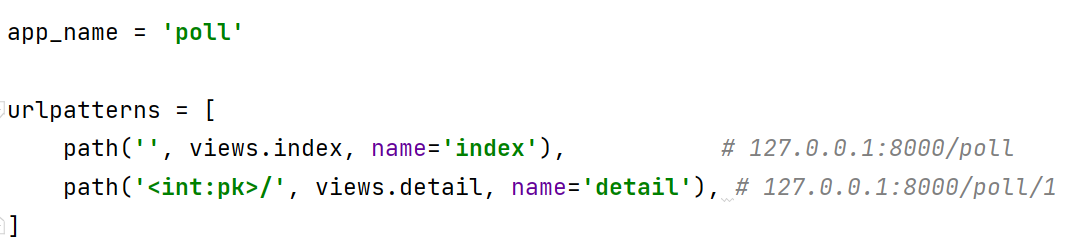 app_name = 'poll'
urlpatterns = [
    path('', views.index, name='index'),           # 127.0.0.1:8000/poll
    path('<int:pk>/', views.detail, name='detail'), # 127.0.0.1:8000/poll/1
]